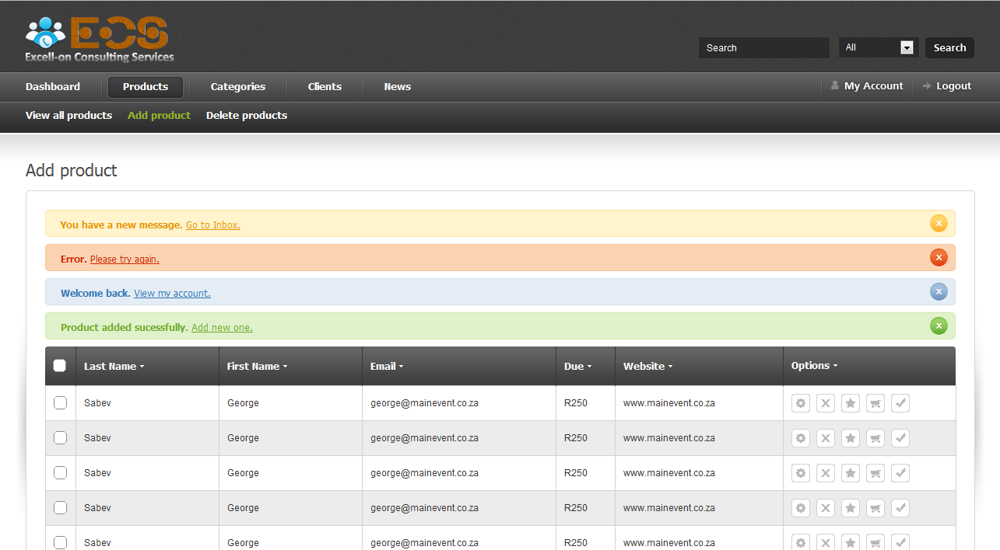 ECS
Excell-on Consulting Services
Search All Search
Dashboard Products Categories Clients News My Account Logout
View all products Add product Delete products
Add product
You have a new message. Go to Inbox.
Error. Please try again.
Welcome back. View my account.
Product added sucessfully. Add new one.
Last Name First Name Email Due Website Options
Sabev George george@mainevent.co.za R250 www.mainevent.co.za
Sabev George george@mainevent.co.za R250 www.mainevent.co.za
Sabev George george@mainevent.co.za R250 www.mainevent.co.za
Sabev George george@mainevent.co.za R250 www.mainevent.co.za
Sabev George george@mainevent.co.za R250 www.mainevent.co.za